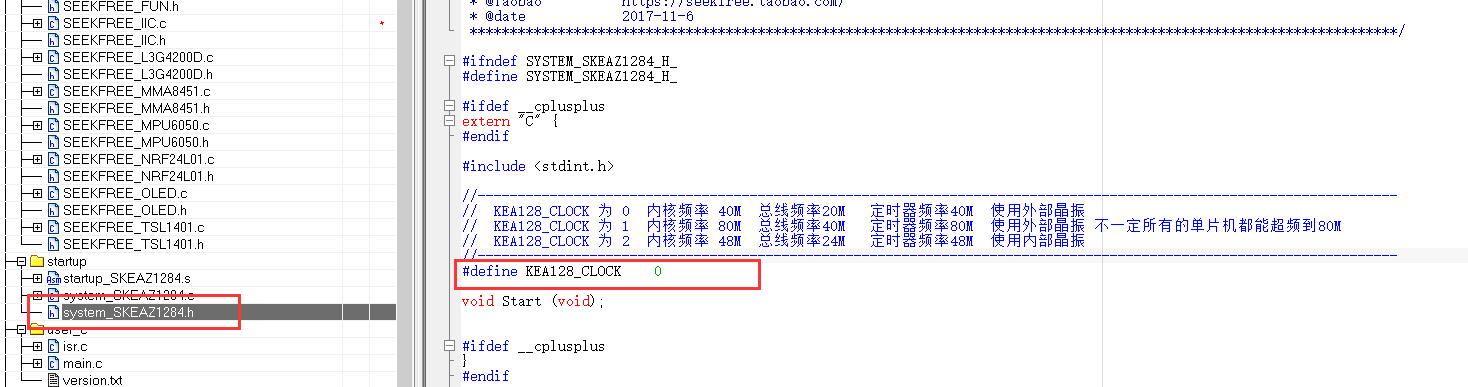 SEEKFREE_FUN.h
SEEKFREE_IIC.c
SEEKFREE_IIC.h
SEEKFREE_L3G4200D.c
SEEKFREE_L3G4200D.h
SEEKFREE_MMA8451.c
SEEKFREE_MMA8451.h
SEEKFREE_MPU6050.c
SEEKFREE_MPU6050.h
SEEKFREE_NRF24L01.c
SEEKFREE_NRF24L01.h
SEEKFREE_OLED.c
SEEKFREE_OLED.h
SEEKFREE_TSL1401.c
SEEKFREE_TSL1401.h
startup
startup_SKEAZ1284.s
system_SKEAZ1284.c
system_SKEAZ1284.h
user_c
isr.c
main.c
version.txt
* @Taobao https://seekfree.taobao.com/
* @date 2017-11-6
********************************************************************************************************************/
#ifndef SYSTEM_SKEAZ1284_H_
#define SYSTEM_SKEAZ1284_H_
#ifdef __cplusplus
extern "C" {
#endif
#include <stdint.h>
//-------------------------------------------------------------------------------------------------------------------
// KEA128_CLOCK 为 0 内核频率 40M 总线频率20M 定时器频率40M 使用外部晶振
// KEA128_CLOCK 为 1 内核频率 80M 总线频率40M 定时器频率80M 使用外部晶振 不一定所有的单片机都能超频到80M
// KEA128_CLOCK 为 2 内核频率 48M 总线频率24M 定时器频率48M 使用内部晶振
//-------------------------------------------------------------------------------------------------------------------
#define KEA128_CLOCK 0
void Start (void);
#ifdef __cplusplus
}
#endif